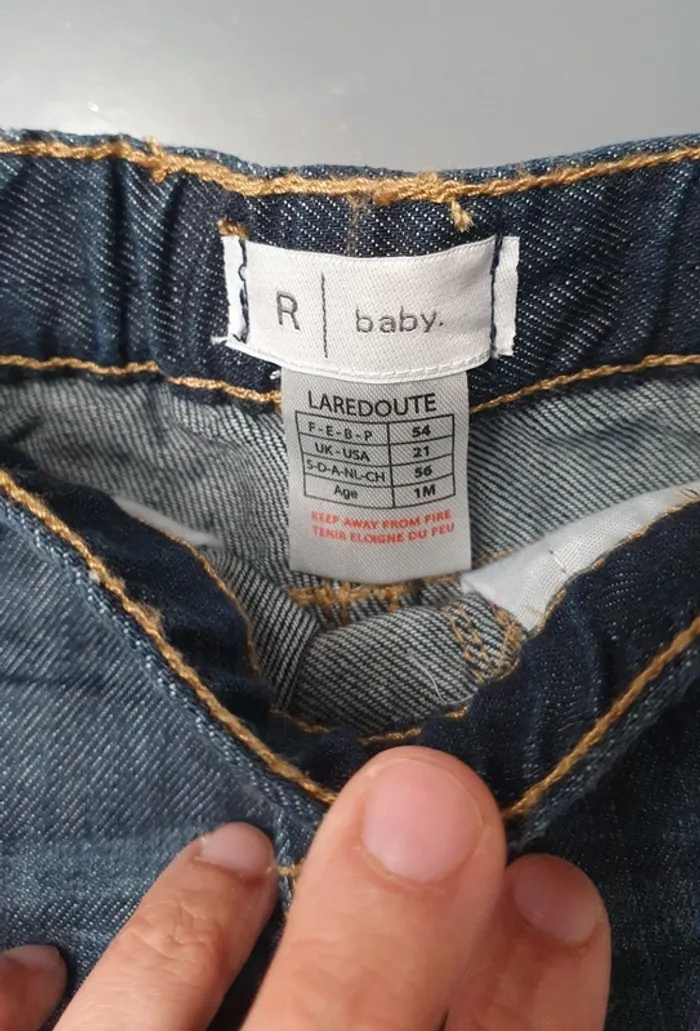 R | baby.
LAREDOUTE
F-E-B-P 54
UK-USA 21
S-D-A-NL-CH 56
Age 1M
KEEP AWAY FROM FIRE
TENIR ELOIGNE DU FEU